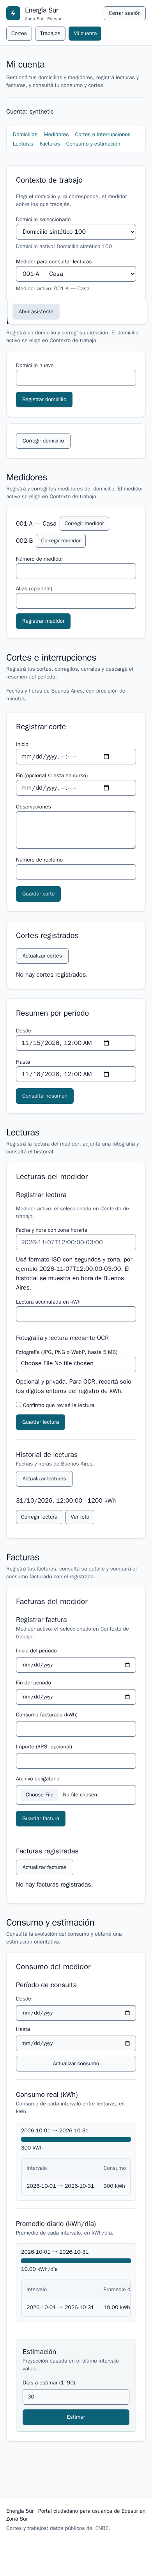 Energía Sur
Zona Sur · Edesur
Cerrar sesión
Cortes
Trabajos
Mi cuenta
Mi cuenta
Gestioná tus domicilios y medidores, registrá lecturas y
facturas, y consultá tu consumo y cortes.
Cuenta: synthetic
Domicilios
Medidores
Cortes e interrupciones
Lecturas
Facturas
Consumo y estimación
Contexto de trabajo
Elegí el domicilio y, si corresponde, el medidor
sobre los que trabajás.
Domicilio seleccionado
Domicilio sintético 100
Domicilio activo: Domicilio sintético 100
Medidor para consultar lecturas
001-A — Casa
Medidor activo: 001-A — Casa
Abrir asistente
Registrá un domicilio y corregí su dirección. El domicilio
activo se elige en Contexto de trabajo.
Domicilio nuevo
Registrar domicilio
Corregir domicilio
Medidores
Registrá y corregí los medidores del domicilio. El medidor
activo se elige en Contexto de trabajo.
001-A — Casa
Corregir medidor
002-B
Corregir medidor
Número de medidor
Alias (opcional)
Registrar medidor
Cortes e interrupciones
Registrá tus cortes, corregilos, cerralos y descargá el
resumen del período.
Fechas y horas de Buenos Aires, con precisión de
minutos.
Registrar corte
Inicio
mm/dd/yyyy, --:-- --
Fin (opcional si está en curso)
mm/dd/yyyy, --:-- --
Observaciones
Número de reclamo
Guardar corte
Cortes registrados
Actualizar cortes
No hay cortes registrados.
Resumen por período
Desde
11/15/2026, 12:00 AM
Hasta
11/16/2026, 12:00 AM
Consultar resumen
Lecturas
Registrá la lectura del medidor, adjuntá una fotografía y
consultá el historial.
Lecturas del medidor
Registrar lectura
Medidor activo: el seleccionado en Contexto de
trabajo.
Fecha y hora con zona horaria
2026-11-07T12:00:00-03:00
Usá formato ISO con segundos y zona, por
ejemplo 2026-11-07T12:00:00-03:00. El
historial se muestra en hora de Buenos
Aires.
Lectura acumulada en kWh
Fotografía y lectura mediante OCR
Fotografía (JPG, PNG o WebP, hasta 5 MB)
Choose File No file chosen
Opcional y privada. Para OCR, recortá solo
los dígitos enteros del registro de kWh.
Confirmo que revisé la lectura
Guardar lectura
Historial de lecturas
Fechas y horas de Buenos Aires.
Actualizar lecturas
31/10/2026, 12:00:00 · 1200 kWh
Corregir lectura
Ver foto
Facturas
Registrá tus facturas, consultá su detalle y compará el
consumo facturado con el registrado.
Facturas del medidor
Registrar factura
Medidor activo: el seleccionado en Contexto de
trabajo.
Inicio del período
mm/dd/yyyy
Fin del período
mm/dd/yyyy
Consumo facturado (kWh)
Importe (ARS, opcional)
Archivo obligatorio
Choose File No file chosen
Guardar factura
Facturas registradas
Actualizar facturas
No hay facturas registradas.
Consumo y estimación
Consultá la evolución del consumo y obtené una
estimación orientativa.
Consumo del medidor
Período de consulta
Desde
mm/dd/yyyy
Hasta
mm/dd/yyyy
Actualizar consumo
Consumo real (kWh)
Consumo de cada intervalo entre lecturas, en
kWh.
2026-10-01 → 2026-10-31
300 kWh
Intervalo
Consumo
2026-10-01 → 2026-10-31
300 kWh
Promedio diario (kWh/día)
Promedio de cada intervalo, en kWh/día.
2026-10-01 → 2026-10-31
10.00 kWh/día
Intervalo
Promedio d
2026-10-01 → 2026-10-31
10.00 kWh
Estimación
Proyección basada en el último intervalo
válido.
Días a estimar (1–90)
30
Estimar
Energía Sur · Portal ciudadano para usuarios de Edesur en
Zona Sur
Cortes y trabajos: datos públicos del ENRE.